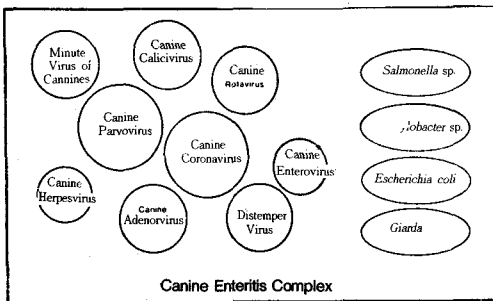 Minute
Virus of
Cannines
Canine
Calicivirus
Canine
Rotavirus
Canine
Parvovirus
Canine
Coronavirus
Canine
Enterovirus
Canine
Herpesvirus
Canine
Adenorvirus
Distemper
Virus
Salmonella sp.
sp.
Escherichia coli
Giarda
Canine Enteritis Complex